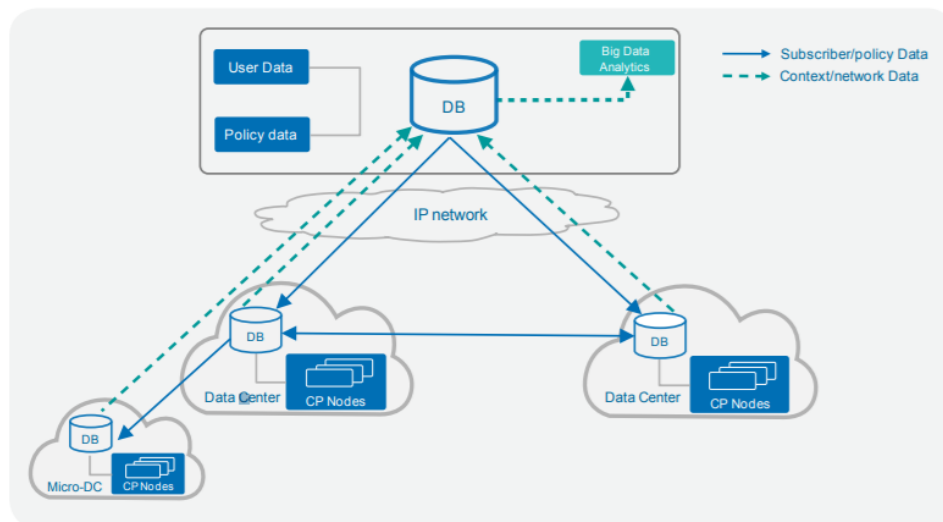 User Data
Policy data
DB
Big Data
Analytics
Subscriber/policy Data
Context/network Data
IP network
DB
Data Center
CP Nodes
DB
Data Center
CP Nodes
DB
Micro-DC
CP Nodes